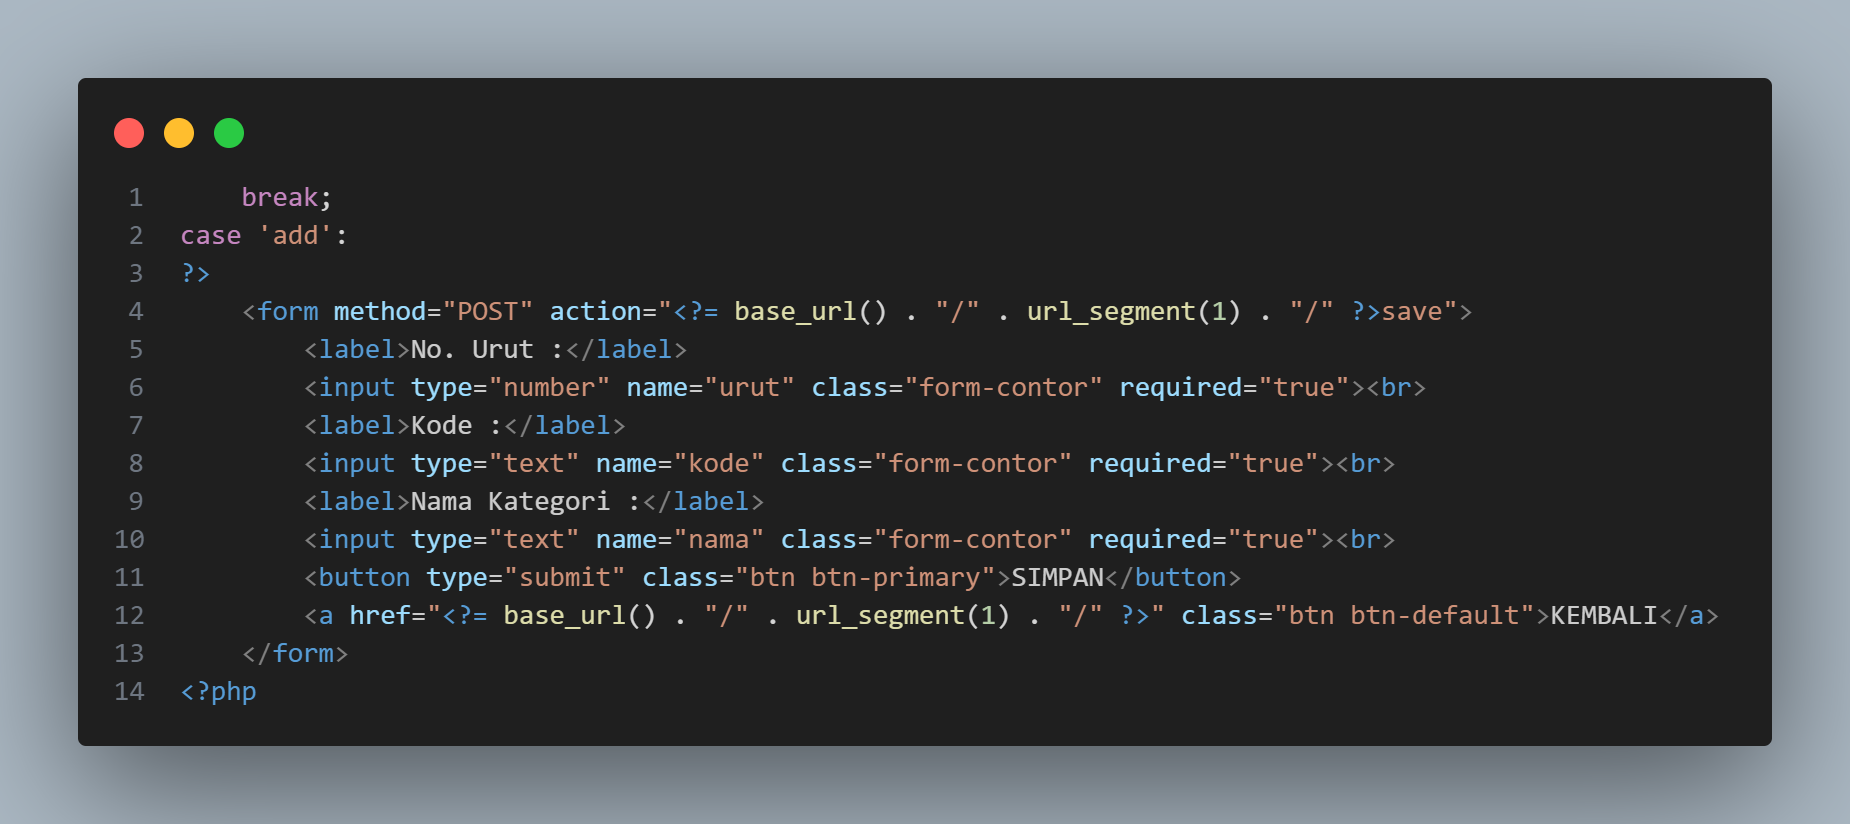 1 break;
2 case 'add':
3 ?>
4 <form method="POST" action="<?= base_url() . "/" . url_segment(1) . "/" ?>save">
5 <label>No. Urut :</label>
6 <input type="number" name="urut" class="form-contor" required="true"><br>
7 <label>Kode :</label>
8 <input type="text" name="kode" class="form-contor" required="true"><br>
9 <label>Nama Kategori :</label>
10 <input type="text" name="nama" class="form-contor" required="true"><br>
11 <button type="submit" class="btn btn-primary">SIMPAN</button>
12 <a href="<?= base_url() . "/" . url_segment(1) . "/" ?>" class="btn btn-default">KEMBALI</a>
13 </form>
14 <?php